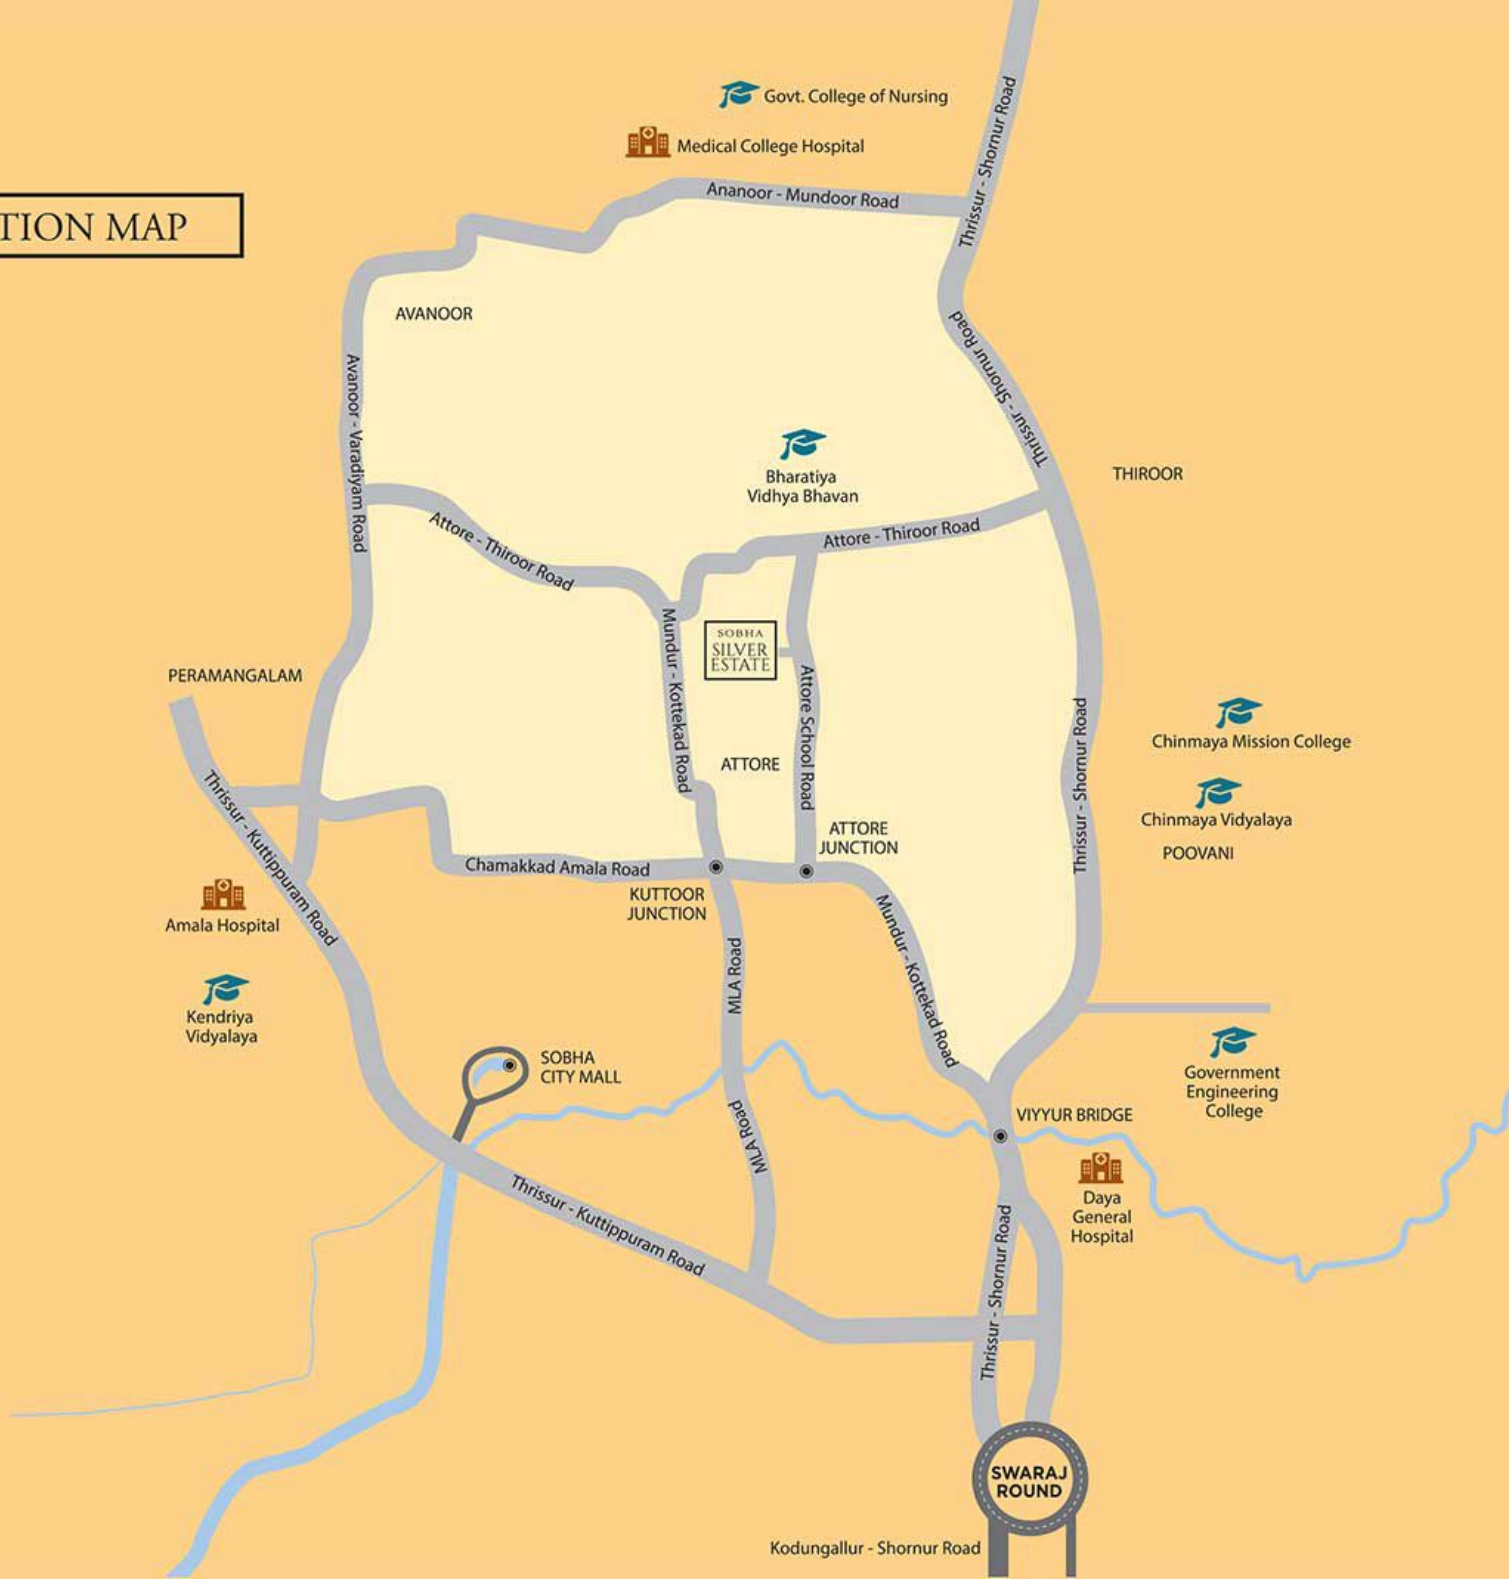 Govt. College of Nursing
Medical College Hospital
Thrissur - Shornur Road
Ananoor - Mundoor Road
TION MAP
AVANOOR
Thrissur - Shornur Road
Avanoor - Varadiyam Road
Bharatiya
Vidhya Bhavan
THIROOR
Attore - Thiroor Road
Attore - Thiroor Road
SOBHA
SILVER
ESTATE
Mundur - Kottekad Road
Attore School Road
PERAMANGALAM
Thrissur - Shornur Road
Chinmaya Mission College
ATTORE
Chinmaya Vidyalaya
POOVANI
Thrissur - Kuttippuram Road
ATTORE
JUNCTION
Chamakkad Amala Road
KUTTOOR
JUNCTION
Amala Hospital
Mundur - Kottekad Road
MLA Road
Kendriya
Vidyalaya
SOBHA
CITY MALL
Government
Engineering
College
VIYYUR BRIDGE
MLA Road
Daya
General
Hospital
Thrissur - Kuttippuram Road
Thrissur - Shornur Road
SWARAJ
ROUND
Kodungallur - Shornur Road